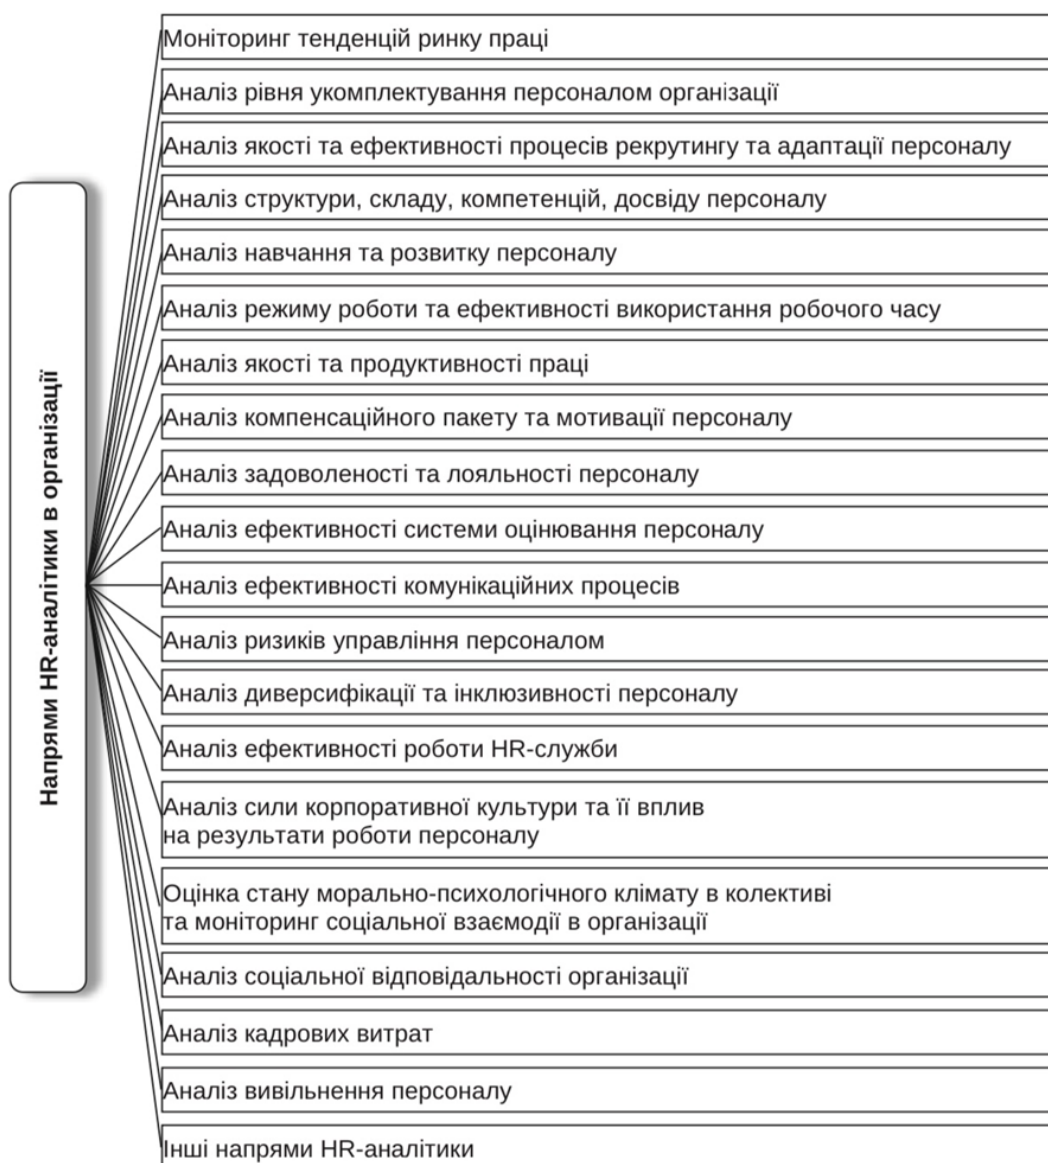 Напрями HR-аналітики в організації
Моніторинг тенденцій ринку праці
Аналіз рівня укомплектування персоналом організації
Аналіз якості та ефективності процесів рекрутингу та адаптації персоналу
Аналіз структури, складу, компетенцій, досвіду персоналу
Аналіз навчання та розвитку персоналу
Аналіз режиму роботи та ефективності використання робочого часу
Аналіз якості та продуктивності праці
Аналіз компенсаційного пакету та мотивації персоналу
Аналіз задоволеності та лояльності персоналу
Аналіз ефективності системи оцінювання персоналу
Аналіз ефективності комунікаційних процесів
Аналіз ризиків управління персоналом
Аналіз диверсифікації та інклюзивності персоналу
Аналіз ефективності роботи HR-служби
Аналіз сили корпоративної культури та її вплив
на результати роботи персоналу
Оцінка стану морально-психологічного клімату в колективі
та моніторинг соціальної взаємодії в організації
Аналіз соціальної відповідальності організації
Аналіз кадрових витрат
Аналіз вивільнення персоналу
Інші напрями HR-аналітики